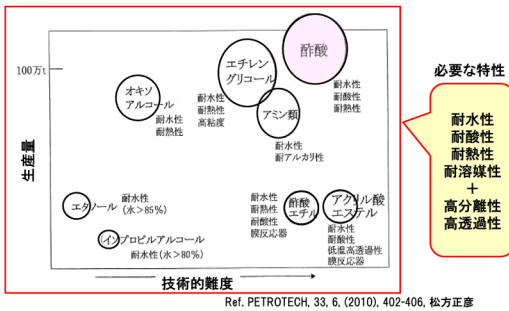 酢酸
エチレン
グリコール
100万t
オキソ
アルコール
耐水性
耐熱性
耐水性
耐熱性
高粘度
アミン類
耐水性
耐酸性
耐熱性
耐水性
耐アルカリ性
生産量
エタノール
耐水性
(水>85%)
イソプロピルアルコール
耐水性(水>80%)
耐水性
耐熱性
耐酸性
膜反応器
酢酸
エチル
アクリル酸
エステル
耐水性
耐酸性
低温高透過性
膜反応器
技術的難度
必要な特性
耐水性
耐酸性
耐熱性
耐溶媒性
+
高分離性
高透過性
Ref. PETROTECH, 33, 6, (2010), 402-406, 松方正彦